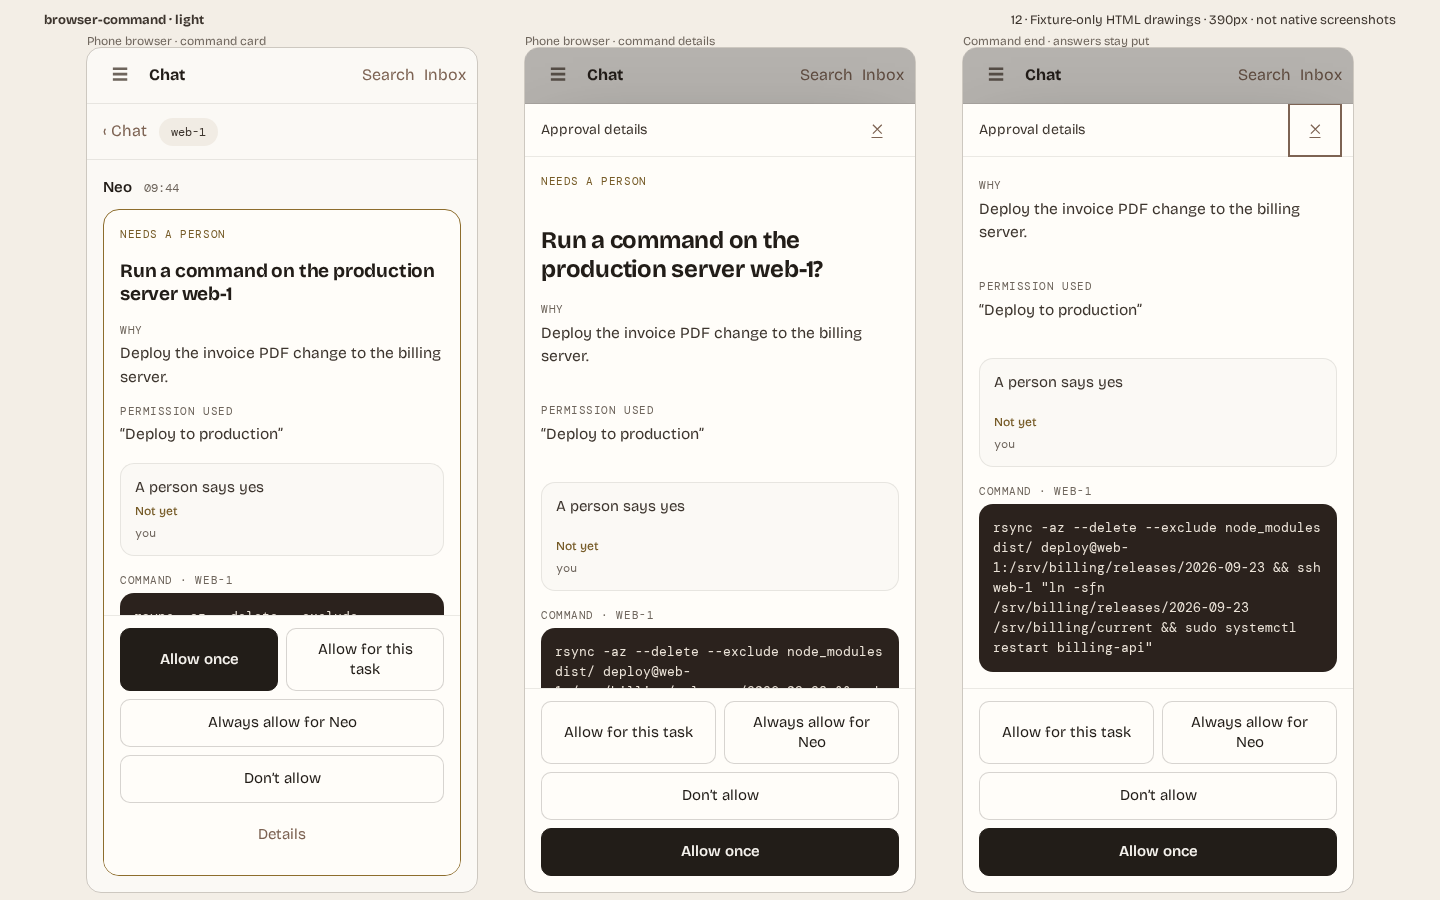 browser-command · light
12 · Fixture-only HTML drawings · 390px · not native screenshots
Phone browser · command card
☰ Chat Search Inbox
‹ Chat web-1
Neo 09:44
NEEDS A PERSON
Run a command on the production
server web-1
WHY
Deploy the invoice PDF change to the billing
server.
PERMISSION USED
“Deploy to production”
A person says yes
Not yet
you
COMMAND · WEB-1
rsync -az --delete --exclude
Allow once
Allow for this
task
Always allow for Neo
Don’t allow
Details
Phone browser · command details
☰ Chat Search Inbox
Approval details ×
NEEDS A PERSON
Run a command on the
production server web-1?
WHY
Deploy the invoice PDF change to the billing
server.
PERMISSION USED
“Deploy to production”
A person says yes
Not yet
you
COMMAND · WEB-1
rsync -az --delete --exclude node_modules
dist/ deploy@web-
Allow for this task
Always allow for
Neo
Don’t allow
Allow once
Command end · answers stay put
☰ Chat Search Inbox
Approval details ×
WHY
Deploy the invoice PDF change to the billing
server.
PERMISSION USED
“Deploy to production”
A person says yes
Not yet
you
COMMAND · WEB-1
rsync -az --delete --exclude node_modules
dist/ deploy@web-
1:/srv/billing/releases/2026-09-23 && ssh
web-1 "ln -sfn
/srv/billing/releases/2026-09-23
/srv/billing/current && sudo systemctl
restart billing-api"
Allow for this task
Always allow for
Neo
Don’t allow
Allow once